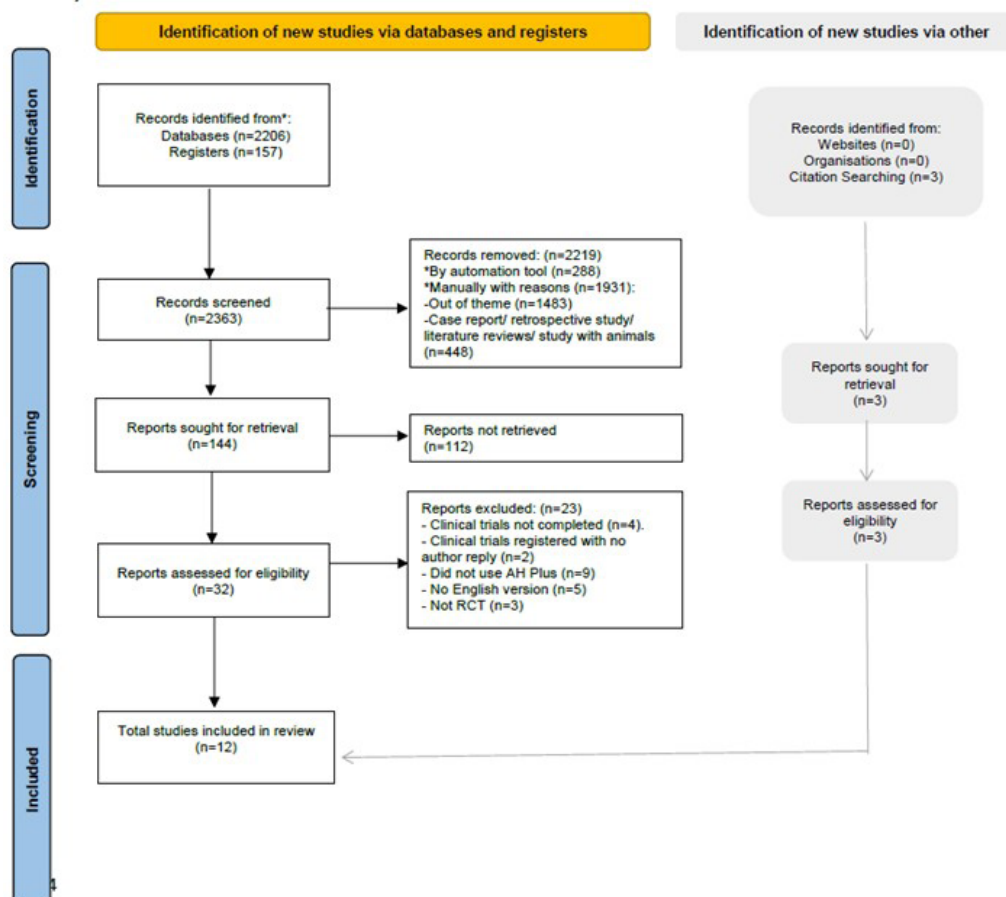 Identification of new studies via databases and registers
Identification of new studies via other
Identification
Records identified from*:
Databases (n=2206)
Registers (n=157)
Records identified from:
Websites (n=0)
Organisations (n=0)
Citation Searching (n=3)
Screening
Records screened
(n=2363)
Records removed: (n=2219)
*By automation tool (n=288)
*Manually with reasons (n=1931):
-Out of theme (n=1483)
-Case report/ retrospective study/
literature reviews/ study with animals
(n=448)
Reports sought for retrieval
(n=144)
Reports not retrieved
(n=112)
Reports sought for
retrieval
(n=3)
Reports assessed for eligibility
(n=32)
Reports excluded: (n=23)
- Clinical trials not completed (n=4).
- Clinical trials registered with no
author reply (n=2)
- Did not use AH Plus (n=9)
- No English version (n=5)
- Not RCT (n=3)
Reports assessed for
eligibility
(n=3)
Included
Total studies included in review
(n=12)
4